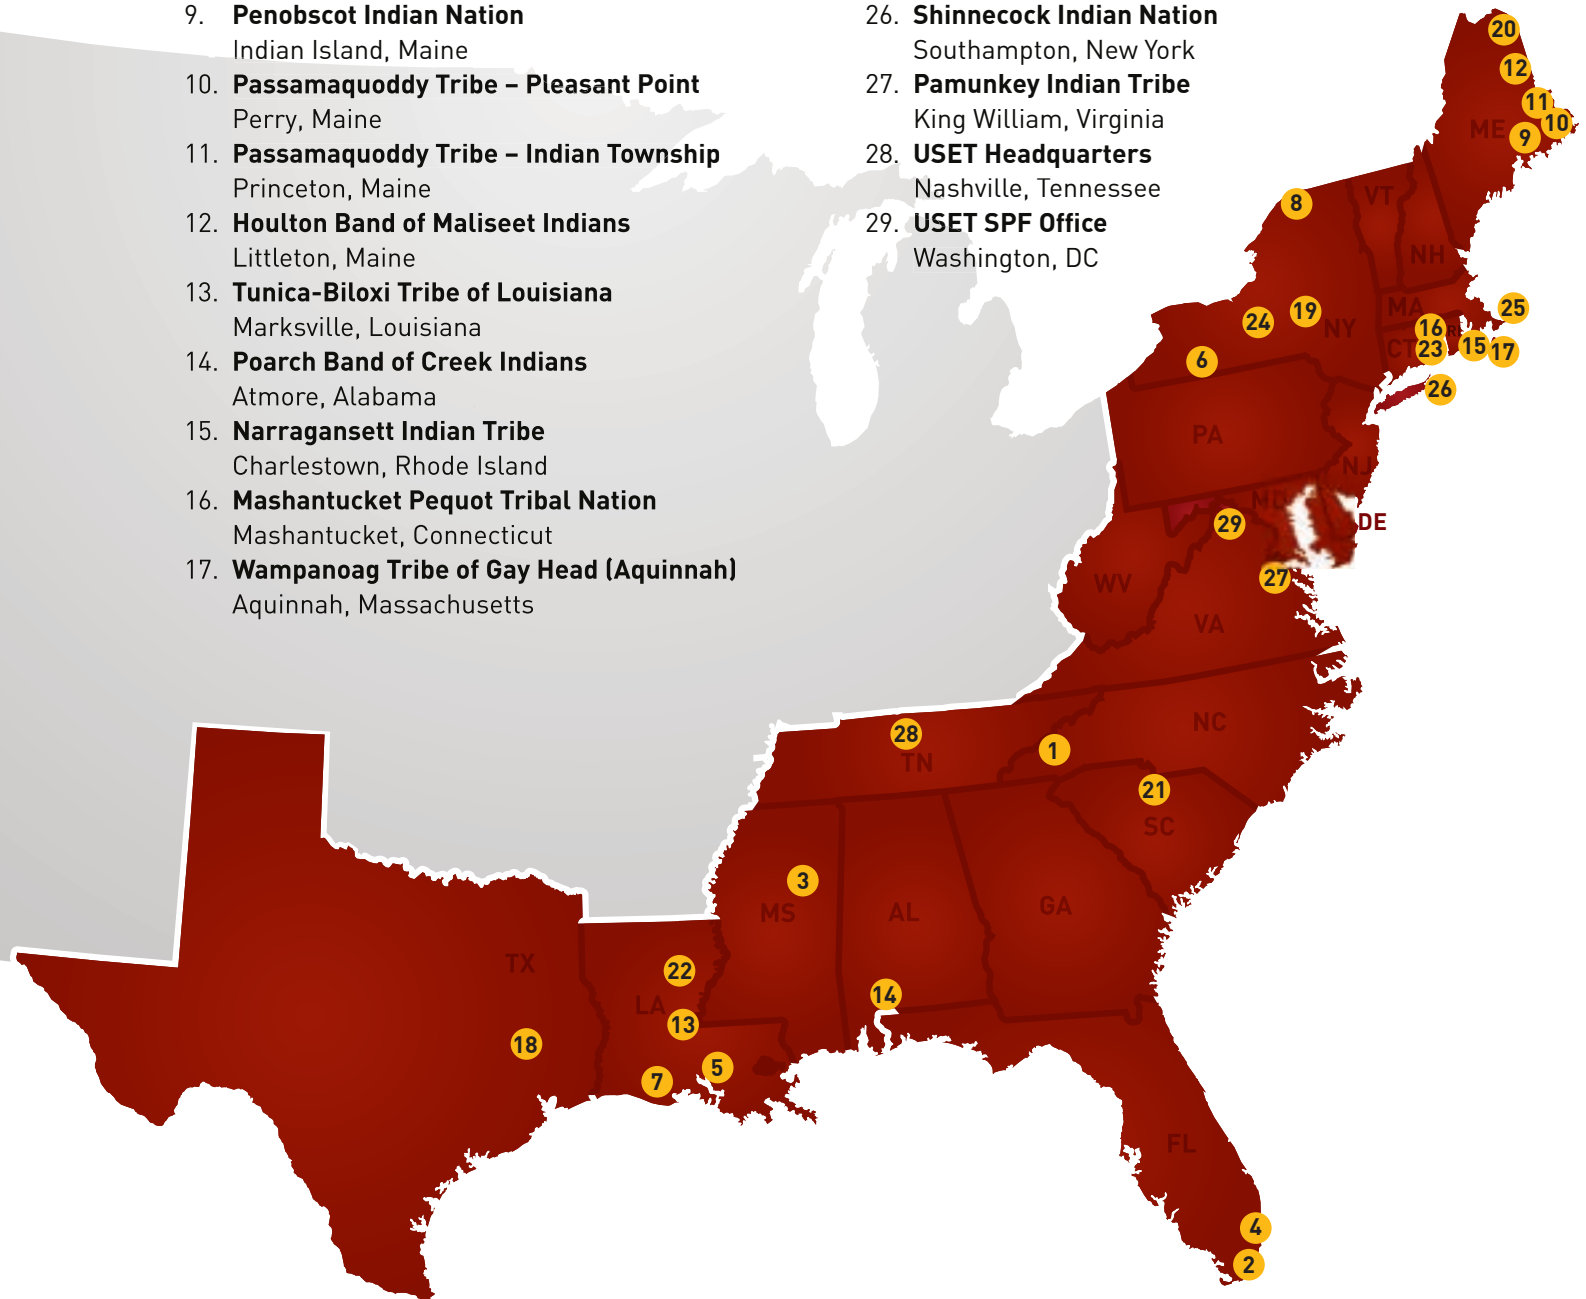 9. Penobscot Indian Nation
Indian Island, Maine
10. Passamaquoddy Tribe – Pleasant Point
Perry, Maine
11. Passamaquoddy Tribe – Indian Township
Princeton, Maine
12. Houlton Band of Maliseet Indians
Littleton, Maine
13. Tunica-Biloxi Tribe of Louisiana
Marksville, Louisiana
14. Poarch Band of Creek Indians
Atmore, Alabama
15. Narragansett Indian Tribe
Charlestown, Rhode Island
16. Mashantucket Pequot Tribal Nation
Mashantucket, Connecticut
17. Wampanoag Tribe of Gay Head (Aquinnah)
Aquinnah, Massachusetts
26. Shinnecock Indian Nation
Southampton, New York
27. Pamunkey Indian Tribe
King William, Virginia
28. USET Headquarters
Nashville, Tennessee
29. USET SPF Office
Washington, DC
20
12
11
10
ME
9
8
VT
NH
MA
25
24
19
NY
16
RI
CT
23
15
17
6
26
PA
NJ
MD
29
DE
WV
27
VA
28
TN
1
NC
21
SC
3
MS
AL
GA
TX
22
LA
14
13
18
7
5
FL
4
2